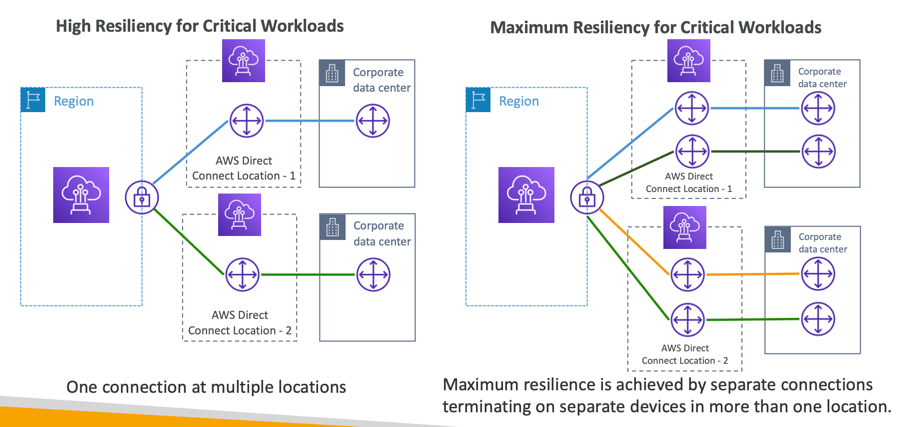 High Resiliency for Critical Workloads
Region
Corporate
data center
AWS Direct
Connect Location - 1
Corporate
data center
AWS Direct
Connect Location - 2
One connection at multiple locations
Maximum Resiliency for Critical Workloads
Region
Corporate
data center
AWS Direct
Connect Location - 1
Corporate
data center
AWS Direct
Connect Location - 2
Maximum resilience is achieved by separate connections
terminating on separate devices in more than one location.